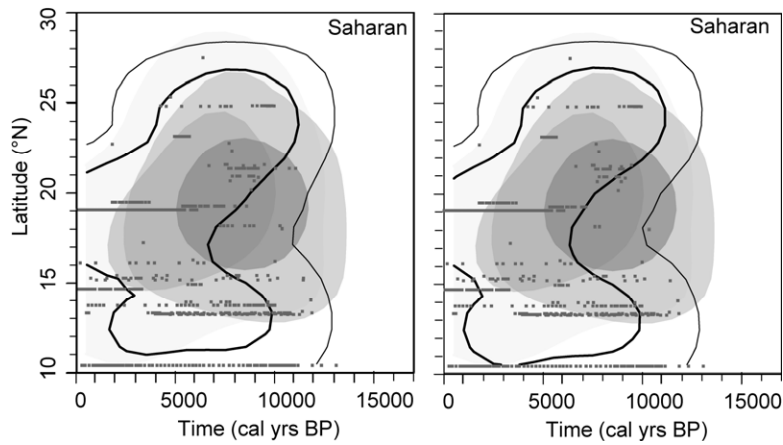 Saharan
Saharan
30
25
20
15
10
Latitude (°N)
0 5000 10000 15000
0 5000 10000 15000
Time (cal yrs BP)
Time (cal yrs BP)